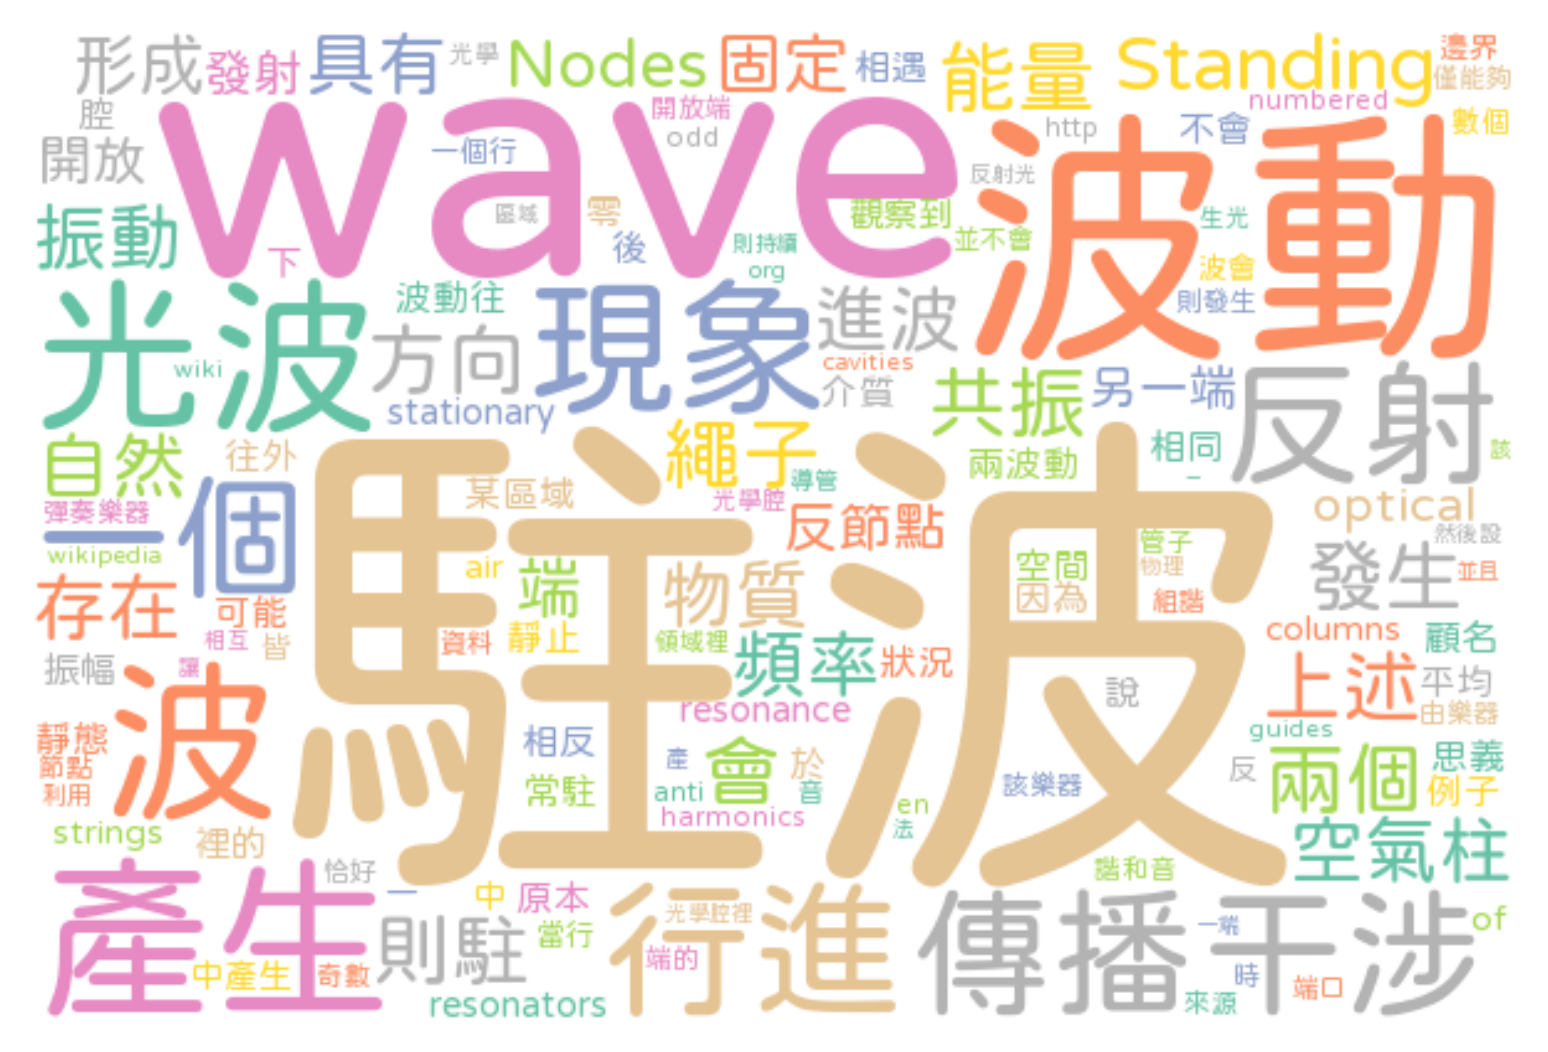 形成 發射 具有 光學 Nodes 固定 相遇 能量 Standing 邊界
僅能夠
腔 wave 開放端 numbered
odd http 不會 數個
開放 一個行 波動
反射光
振動 區域 零 觀察到 生光
下 後 則持續 並不會
org 波會
光波 波動往 現象 進波 則發生
wiki 方向 cavities
stationary 介質 共振 另一端 反射
自然 往外 繩子 兩波動 相同 該
一個 某區域 導管 –
彈奏樂器 光學腔 反節點 optical
wikipedia 駐波 管子 然後設
air 端 物質 空間 物理 發生 並且
存在 可能 因為 組諧
相互 皆 資料 靜止 領域裡 columns 顧名
振幅 讓 頻率 狀況 上述 平均
波 resonance 說 由樂器
靜態 相反 guides
節點 產 會 於 反 兩個 思義
利用 常駐 anti 音 該樂器 例子
strings harmonics en
裡的 法 空氣柱
產生 恰好 諧和音
一 中 原本 行進 光學腔裡 傳播 干涉 一端 of
則駐 當行
中產生 奇數 端的 時 端口
resonators 來源